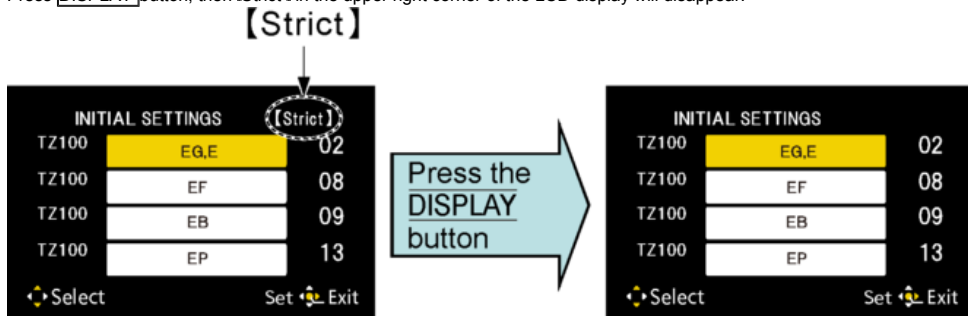 【Strict】
INITIAL SETTINGS 【Strict】
TZ100 EG,E 02
TZ100 EF 08
TZ100 EB 09
TZ100 EP 13
Select Set Exit
Press the
DISPLAY
button
INITIAL SETTINGS
TZ100 EG,E 02
TZ100 EF 08
TZ100 EB 09
TZ100 EP 13
Select Set Exit